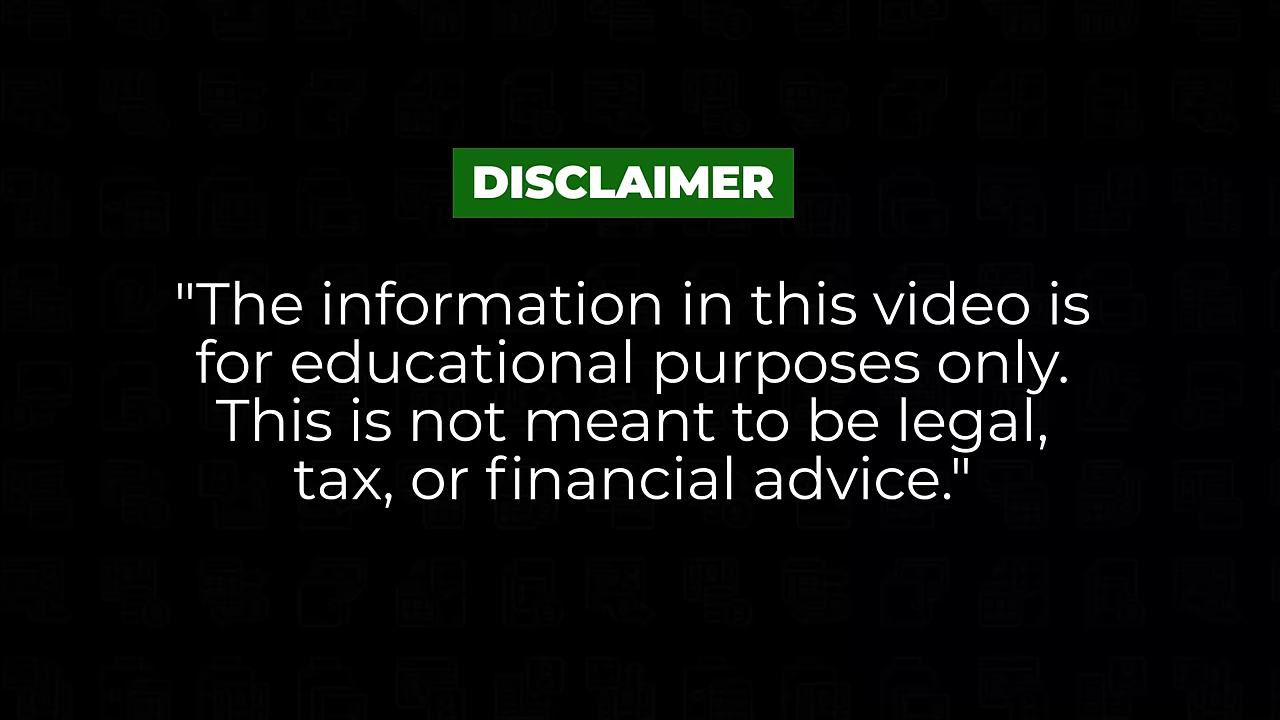 DISCLAIMER
"The information in this video is
for educational purposes only.
This is not meant to be legal,
tax, or financial advice."